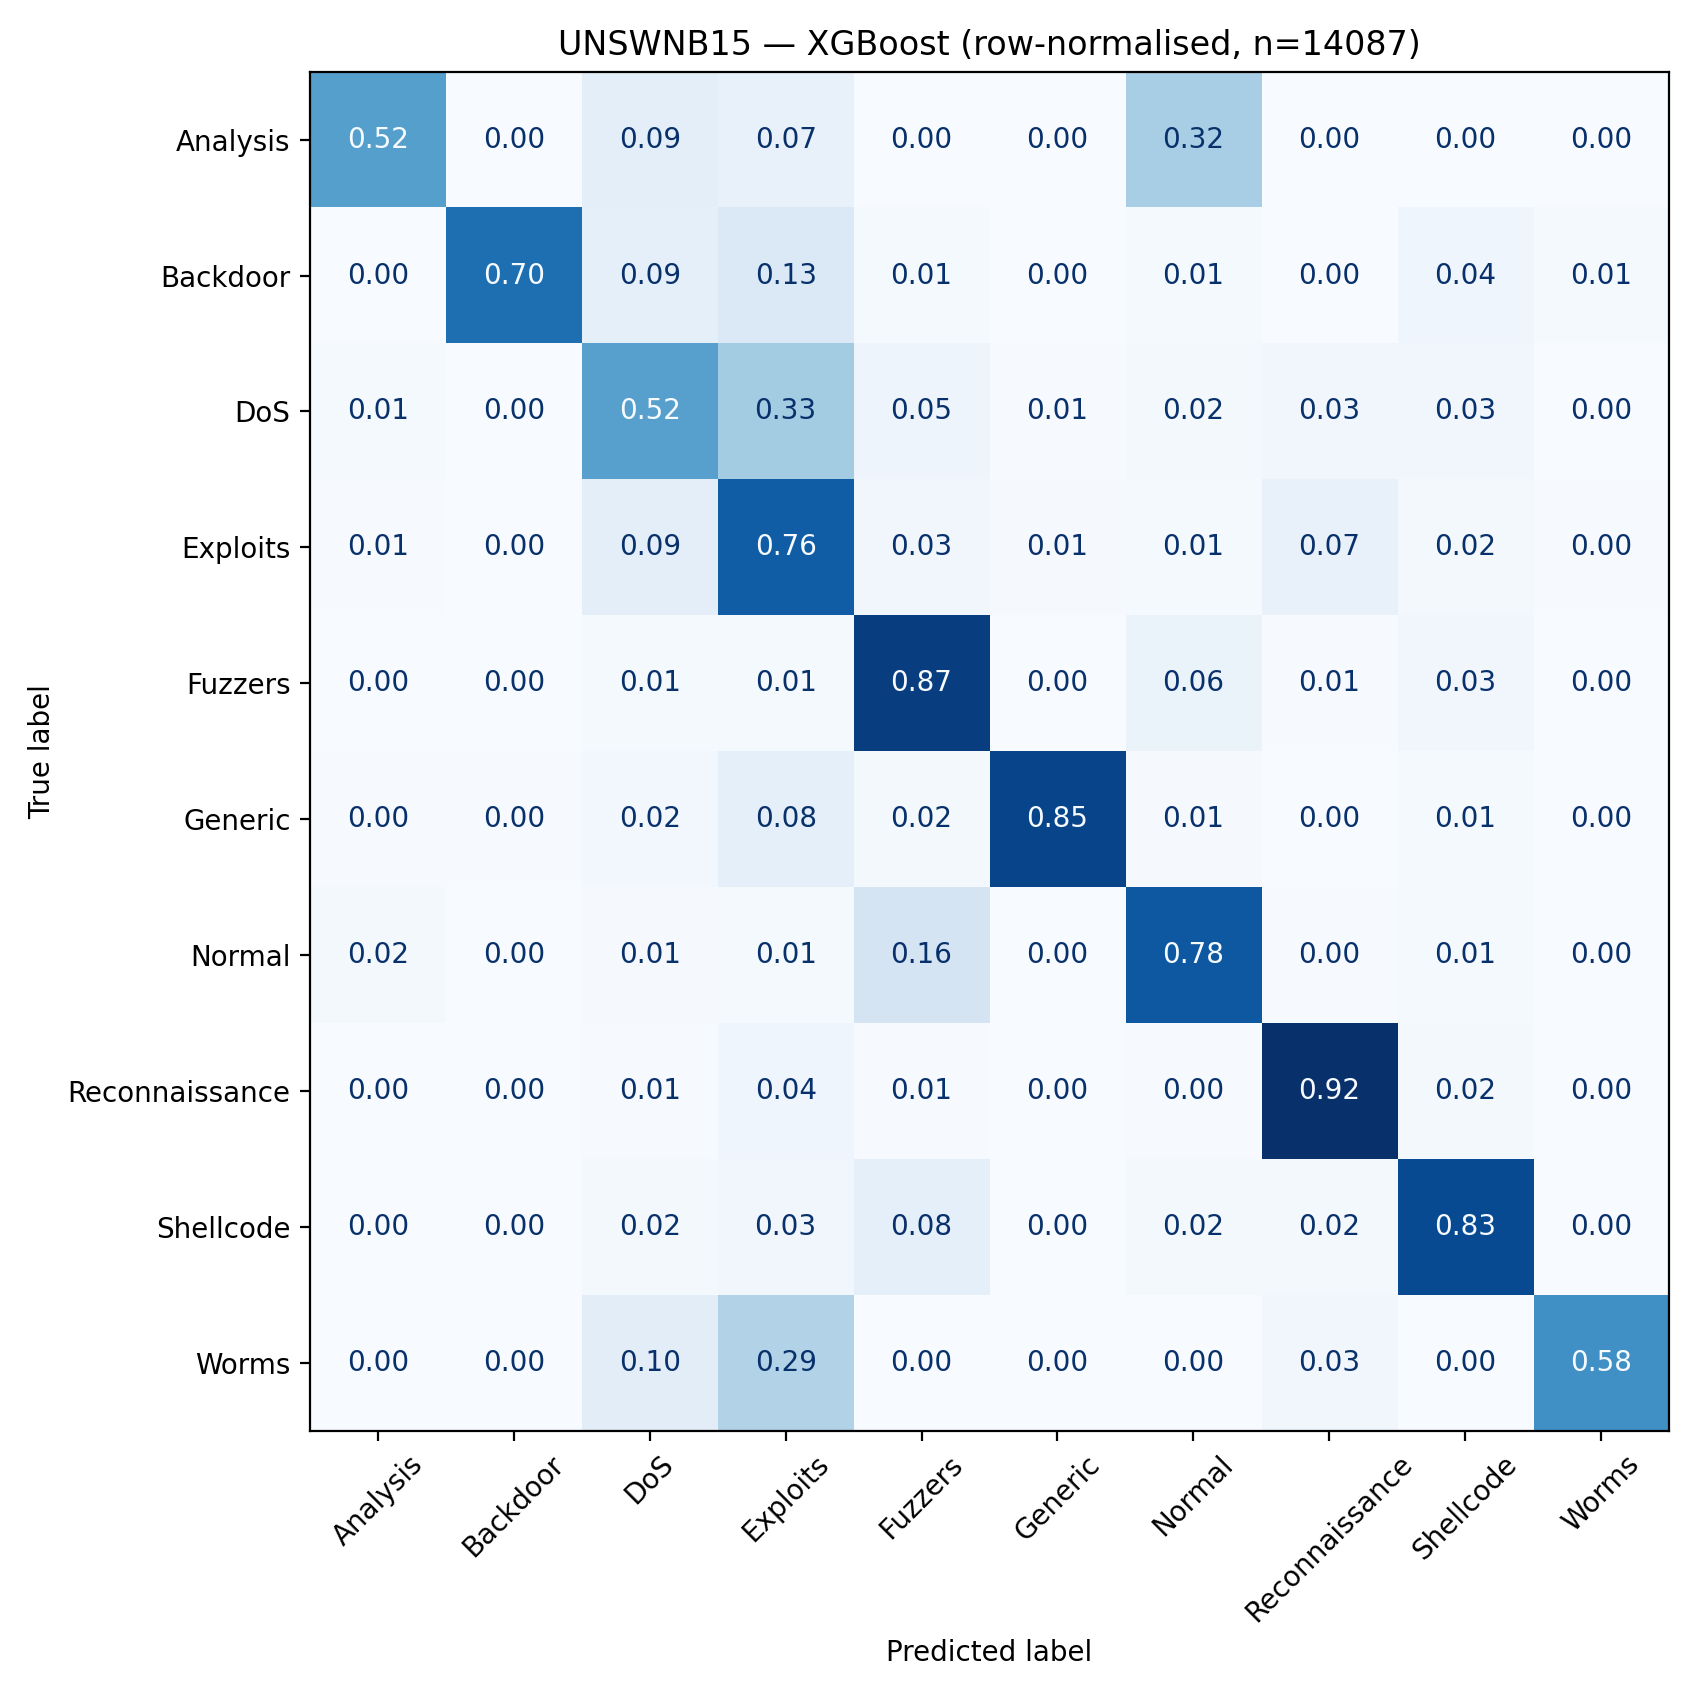 UNSWNB15 — XGBoost (row-normalised, n=14087)
True label
Analysis 0.52 0.00 0.09 0.07 0.00 0.00 0.32 0.00 0.00 0.00
Backdoor 0.00 0.70 0.09 0.13 0.01 0.00 0.01 0.00 0.04 0.01
DoS 0.01 0.00 0.52 0.33 0.05 0.01 0.02 0.03 0.03 0.00
Exploits 0.01 0.00 0.09 0.76 0.03 0.01 0.01 0.07 0.02 0.00
Fuzzers 0.00 0.00 0.01 0.01 0.87 0.00 0.06 0.01 0.03 0.00
Generic 0.00 0.00 0.02 0.08 0.02 0.85 0.01 0.00 0.01 0.00
Normal 0.02 0.00 0.01 0.01 0.16 0.00 0.78 0.00 0.01 0.00
Reconnaissance 0.00 0.00 0.01 0.04 0.01 0.00 0.00 0.92 0.02 0.00
Shellcode 0.00 0.00 0.02 0.03 0.08 0.00 0.02 0.02 0.83 0.00
Worms 0.00 0.00 0.10 0.29 0.00 0.00 0.00 0.03 0.00 0.58
Analysis Backdoor DoS Exploits Fuzzers Generic Normal Reconnaissance Shellcode Worms
Predicted label